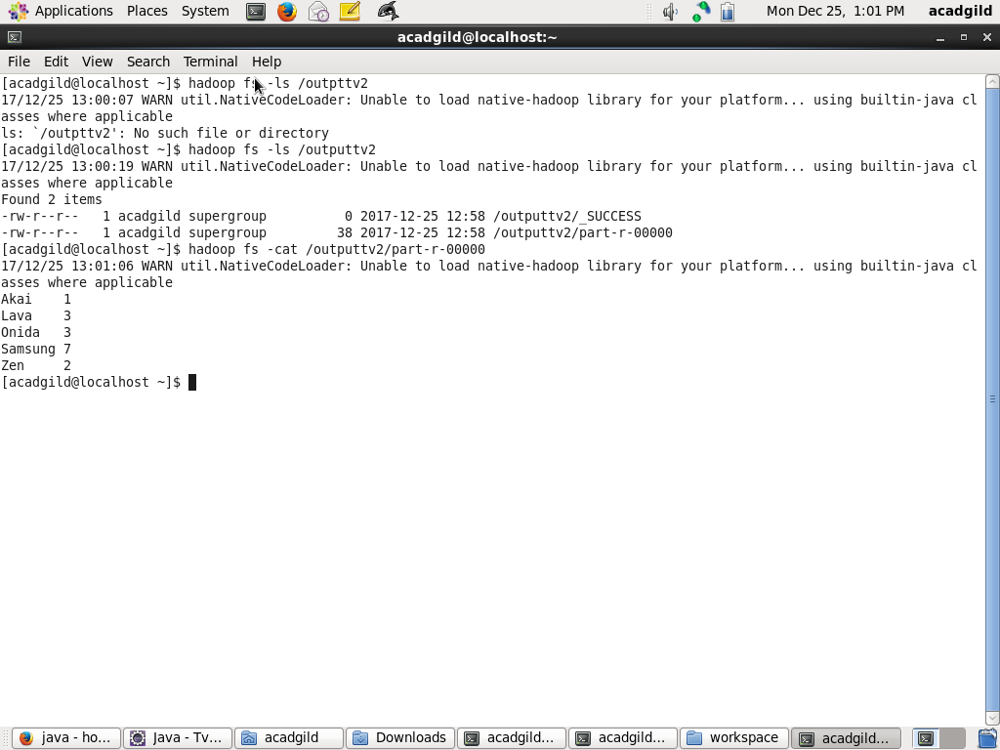 Applications Places System Mon Dec 25, 1:01 PM acadgild
acadgild@localhost:~
File Edit View Search Terminal Help
[acadgild@localhost ~]$ hadoop fs -ls /outpttv2
17/12/25 13:00:07 WARN util.NativeCodeLoader: Unable to load native-hadoop library for your platform... using builtin-java cl
asses where applicable
ls: `/outpttv2': No such file or directory
[acadgild@localhost ~]$ hadoop fs -ls /outputtv2
17/12/25 13:00:19 WARN util.NativeCodeLoader: Unable to load native-hadoop library for your platform... using builtin-java cl
asses where applicable
Found 2 items
-rw-r--r--   1 acadgild supergroup          0 2017-12-25 12:58 /outputtv2/_SUCCESS
-rw-r--r--   1 acadgild supergroup         38 2017-12-25 12:58 /outputtv2/part-r-00000
[acadgild@localhost ~]$ hadoop fs -cat /outputtv2/part-r-00000
17/12/25 13:01:06 WARN util.NativeCodeLoader: Unable to load native-hadoop library for your platform... using builtin-java cl
asses where applicable
Akai    1
Lava    3
Onida   3
Samsung 7
Zen     2
[acadgild@localhost ~]$
java - ho... Java - Tv... acadgild Downloads acadgild... acadgild... workspace acadgild...